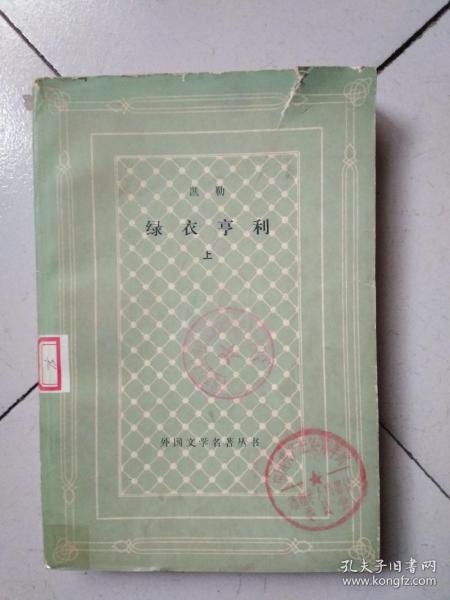 凯 勒
绿 衣 亨 利
上
外国文学名著丛书
孔夫子旧书网
www.kongfz.com